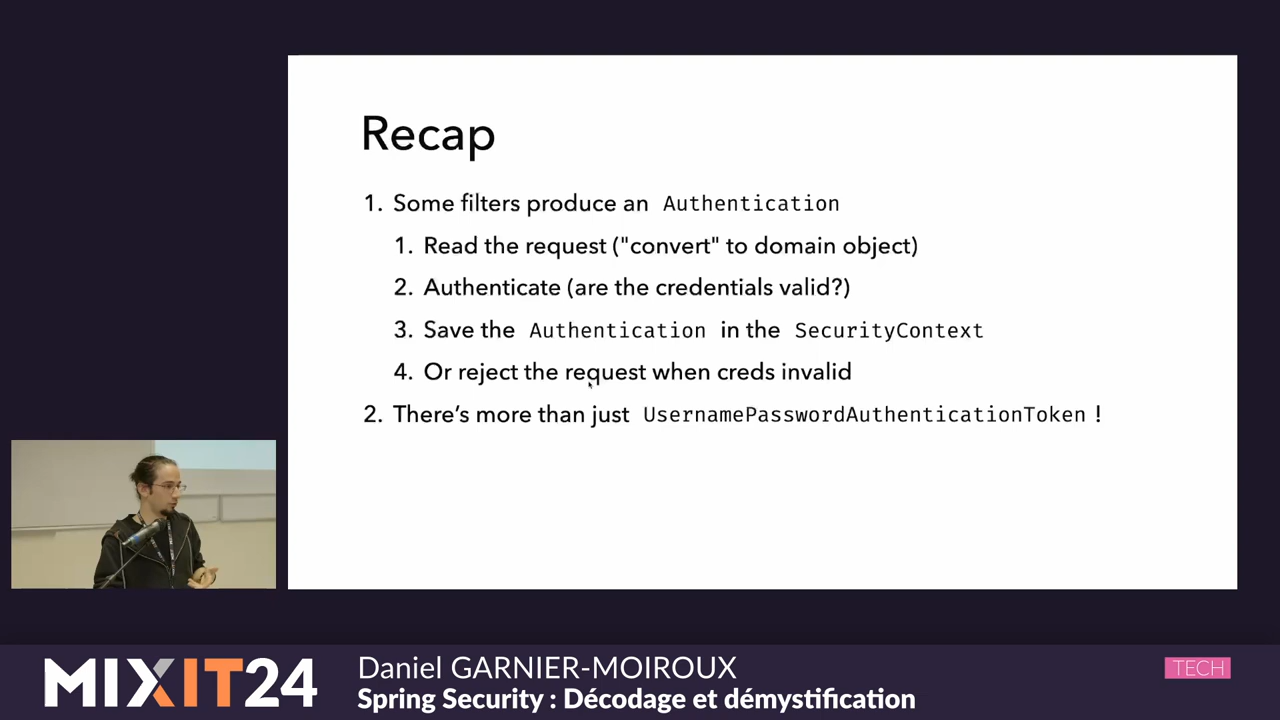 Recap
1. Some filters produce an Authentication
1. Read the request ("convert" to domain object)
2. Authenticate (are the credentials valid?)
3. Save the Authentication in the SecurityContext
4. Or reject the request when creds invalid
2. There's more than just UsernamePasswordAuthenticationToken !
MIXIT24
Daniel GARNIER-MOIROUX
Spring Security : Décodage et démystification
TECH